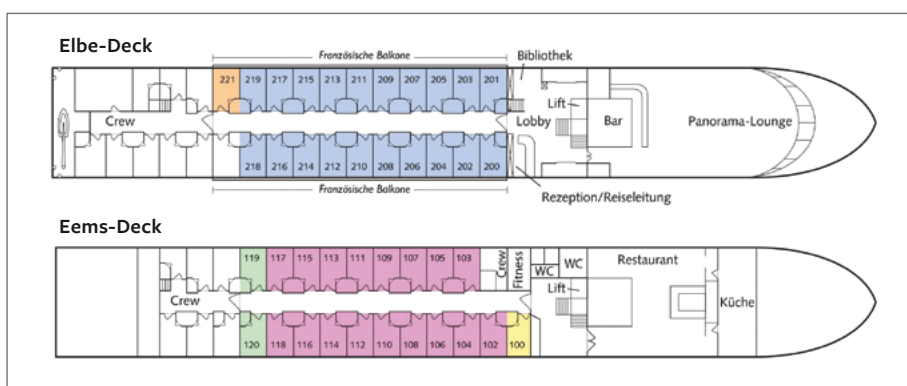 Elbe-Deck
Französische Balkone
Bibliothek
221 219 217 215 213 211 209 207 205 203 201
Crew
Lobby
Lift
Bar
Panorama-Lounge
218 216 214 212 210 208 206 204 202 200
Französische Balkone
Rezeption/Reiseleitung
Eems-Deck
119 117 115 113 111 109 107 105 103
Crew
Fitness
WC
WC
Restaurant
Crew
Lift
Küche
120 118 116 114 112 110 108 106 104 102 100